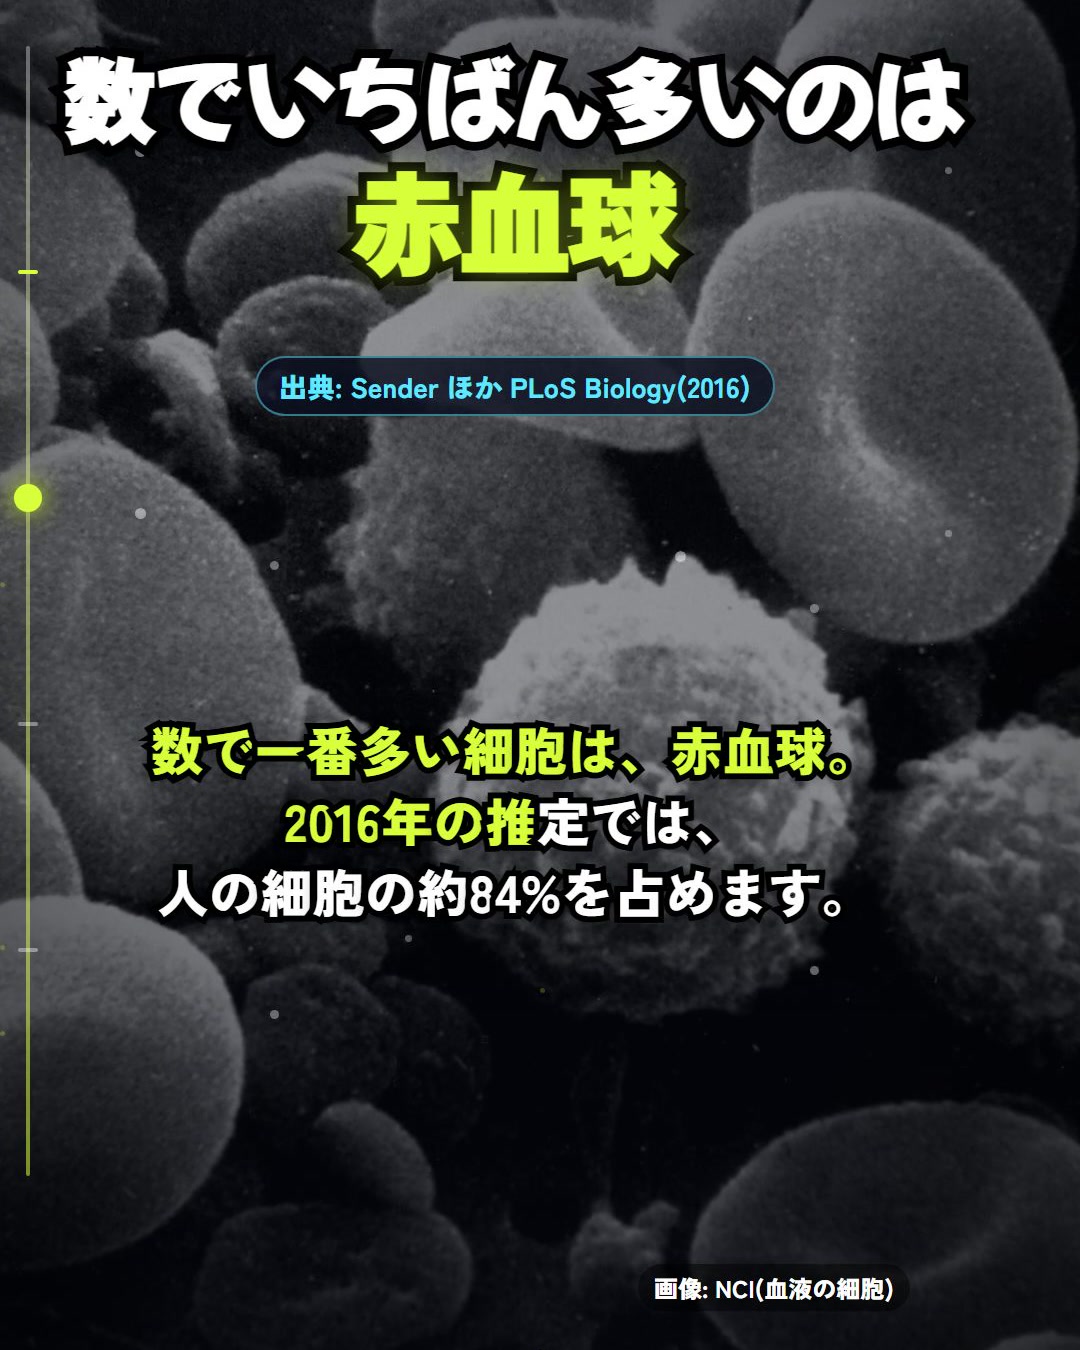 数でいちばん多いのは
赤血球
出典: Sender ほか PLoS Biology(2016)
数で一番多い細胞は、赤血球。
2016年の推定では、
人の細胞の約84%を占めます。
画像: NCI(血液の細胞)